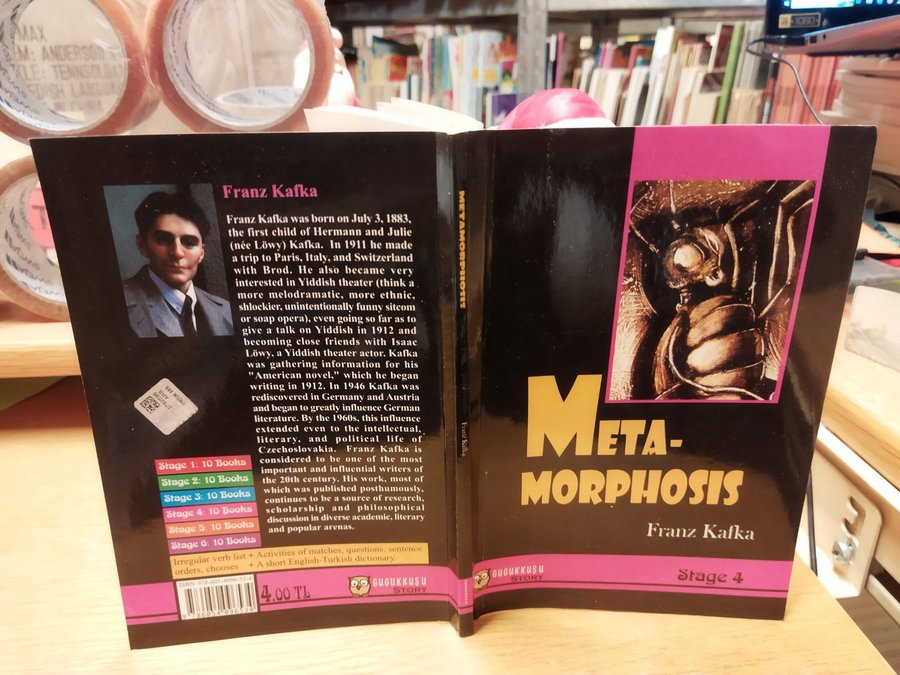 Franz Kafka
Franz Kafka was born on July 3, 1883,
the first child of Hermann and Julie
(née Löwy) Kafka. In 1911 he made
a trip to Paris, Italy, and Switzerland
with Brod. He also became very
interested in Yiddish theater (think a
more melodramatic, more ethnic,
shlockier, unintentionally funny sitcom
or soap opera), even going so far as to
give a talk on Yiddish in 1912 and
becoming close friends with Isaac
Löwy, a Yiddish theater actor. Kafka
was gathering information for his
"American novel," which he began
writing in 1912. In 1946 Kafka was
rediscovered in Germany and Austria
and began to greatly influence German
literature. By the 1960s, this influence
extended even to the intellectual,
literary, and political life of
Czechoslovakia. Franz Kafka is
considered to be one of the most
important and influential writers of
the 20th century. His work, most of
which was published posthumously,
continues to be a source of research,
scholarship and philosophical
discussion in diverse academic, literary
and popular arenas.
Stage 1: 10 Books
Stage 2: 10 Books
Stage 3: 10 Books
Stage 4: 10 Books
Stage 5: 10 Books
Stage 6: 10 Books
Irregular verb list + Activities of matches, questions, sentence
orders, chooses + A short English-Turkish dictionary.
4.00 TL
GUGUKKUSU
STORY
METAMORPHOSIS
Franz Kafka
META-
MORPHOSIS
Franz Kafka
GUGUKKUSU
STORY
Stage 4